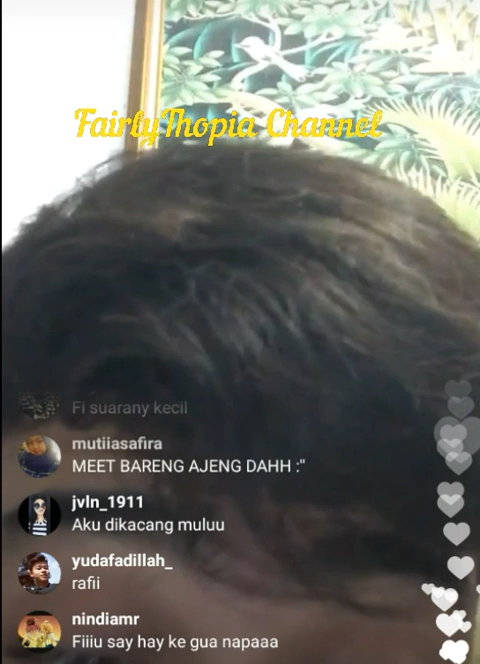 FairlyThopia Channel
Fi suarany kecil
mutiiasafira
MEET BARENG AJENG DAHH :"
jvln_1911
Aku dikacang muluu
yudafadillah_
rafii
nindiamr
Fiiiu say hay ke gua napaaa